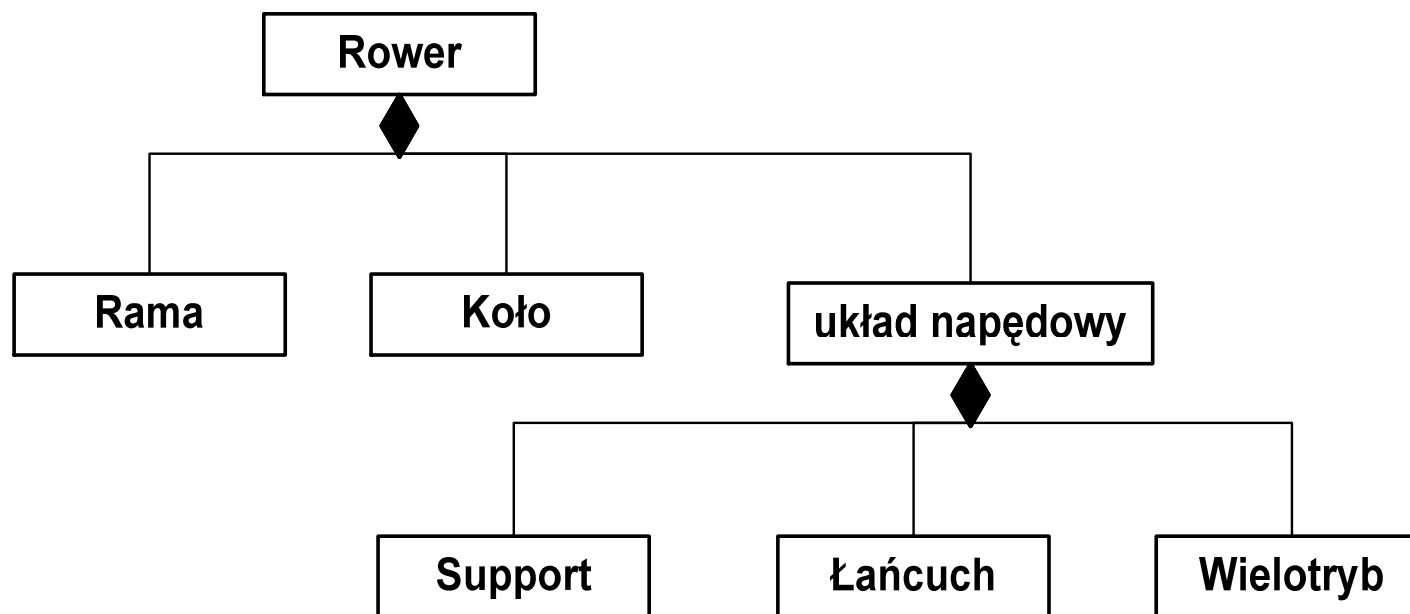 Rower
Rama
Koło
układ napędowy
Support
Łańcuch
Wielotryb